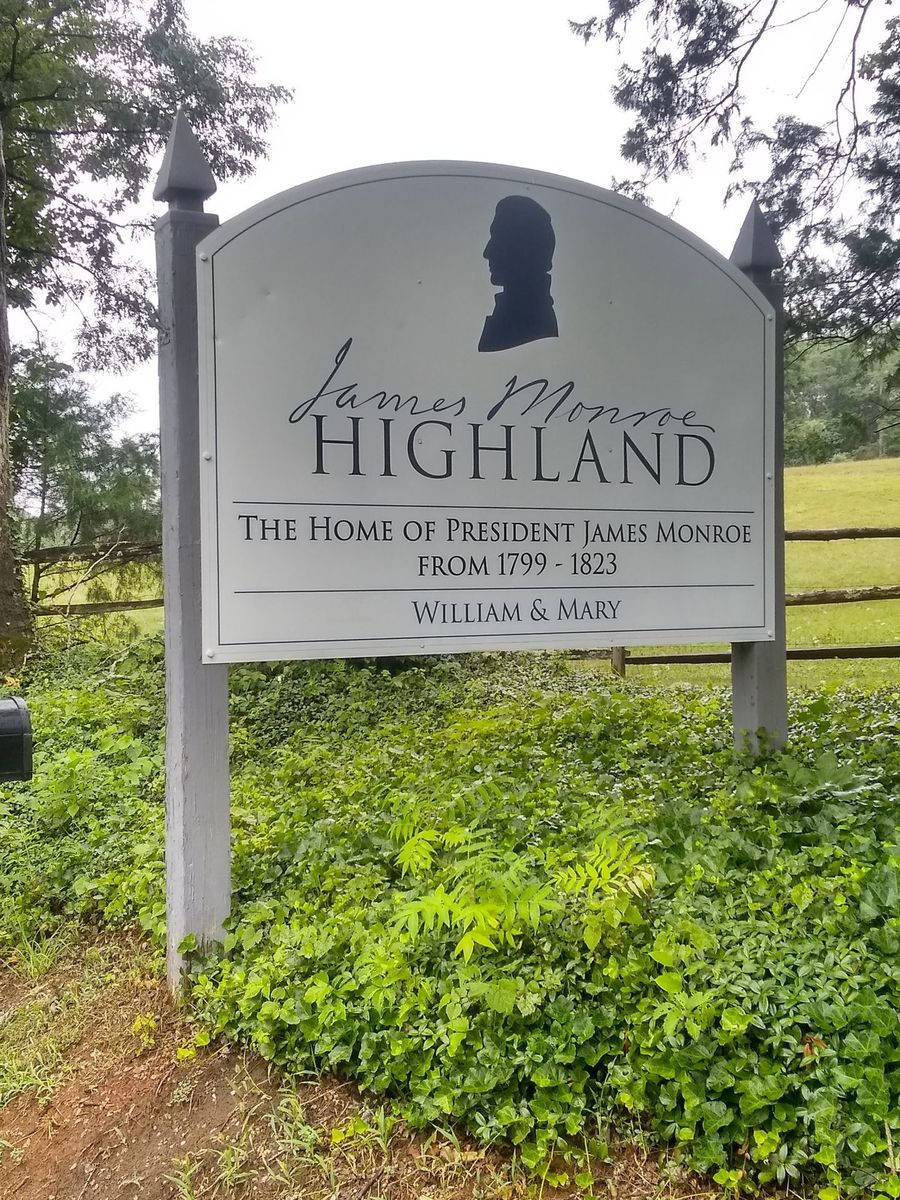 James Monroe
HIGHLAND
THE HOME OF PRESIDENT JAMES MONROE
FROM 1799 - 1823
WILLIAM & MARY